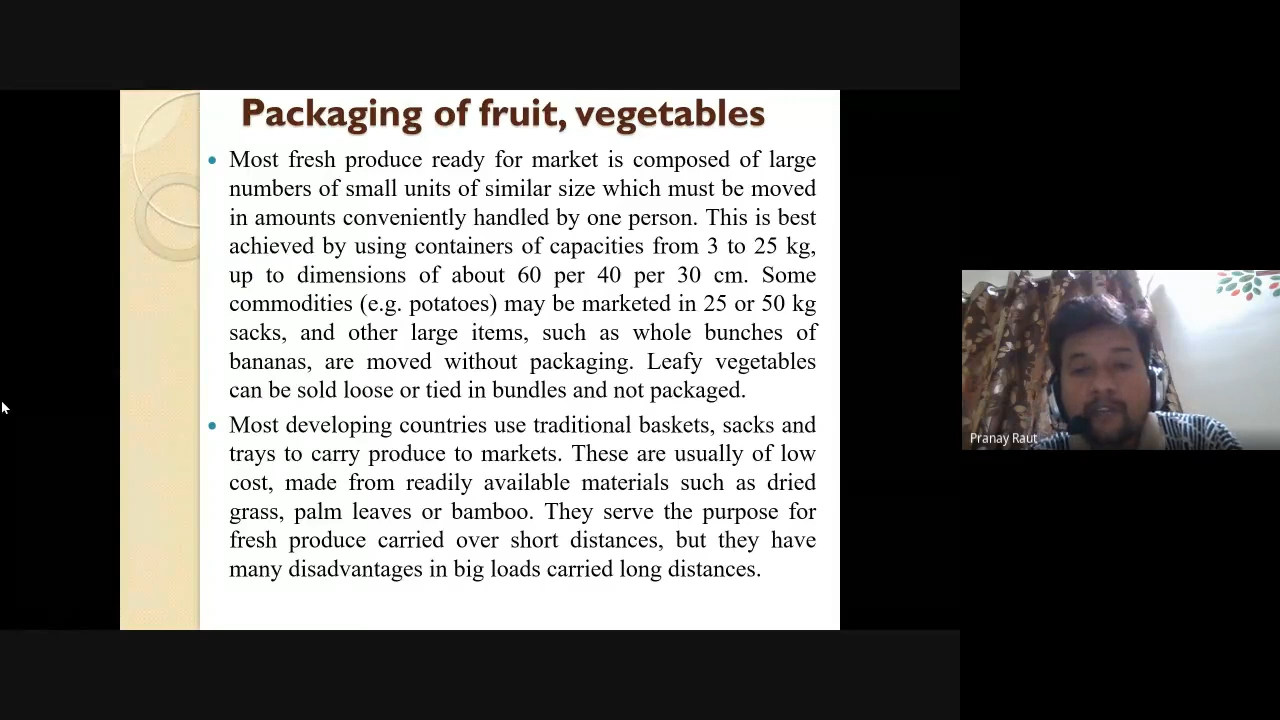 Packaging of fruit, vegetables
• Most fresh produce ready for market is composed of large
numbers of small units of similar size which must be moved
in amounts conveniently handled by one person. This is best
achieved by using containers of capacities from 3 to 25 kg,
up to dimensions of about 60 per 40 per 30 cm. Some
commodities (e.g. potatoes) may be marketed in 25 or 50 kg
sacks, and other large items, such as whole bunches of
bananas, are moved without packaging. Leafy vegetables
can be sold loose or tied in bundles and not packaged.
• Most developing countries use traditional baskets, sacks and
trays to carry produce to markets. These are usually of low
cost, made from readily available materials such as dried
grass, palm leaves or bamboo. They serve the purpose for
fresh produce carried over short distances, but they have
many disadvantages in big loads carried long distances.
Pranay Raut